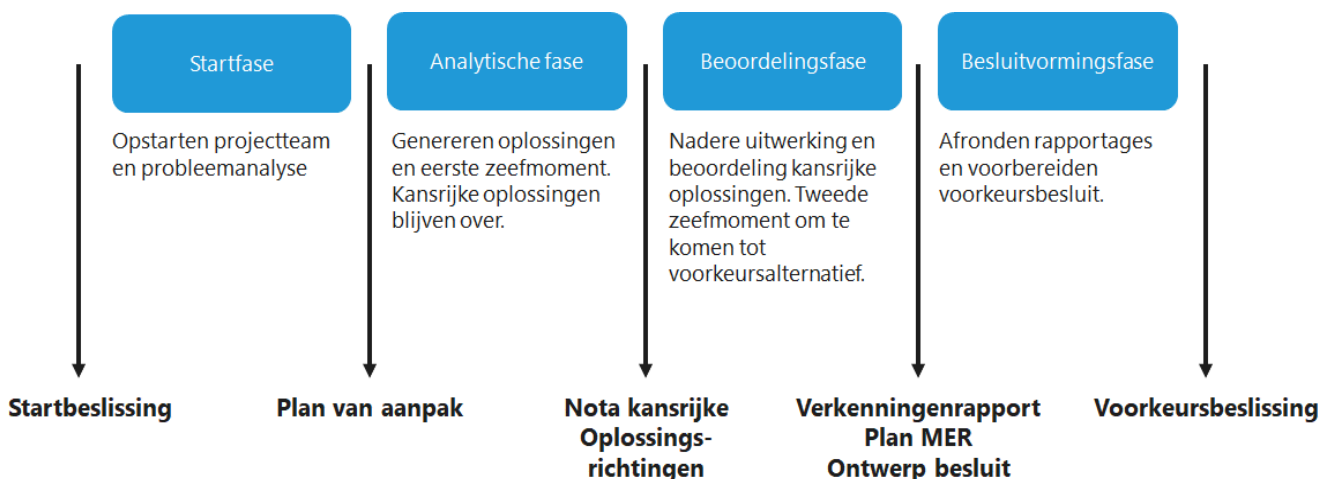 Startfase
Opstarten projectteam
en probleemanalyse
Analytische fase
Genereren oplossingen
en eerste zeefmoment.
Kansrijke oplossingen
blijven over.
Beoordelingsfase
Nadere uitwerking en
beoordeling kansrijke
oplossingen. Tweede
zeefmoment om te
komen tot
voorkeursalternatief.
Besluitvormingsfase
Afronden rapportages
en voorbereiden
voorkeursbesluit.
Startbeslissing
Plan van aanpak
Nota kansrijke
Oplossings-
richtingen
Verkenningenrapport
Plan MER
Ontwerp besluit
Voorkeursbeslissing